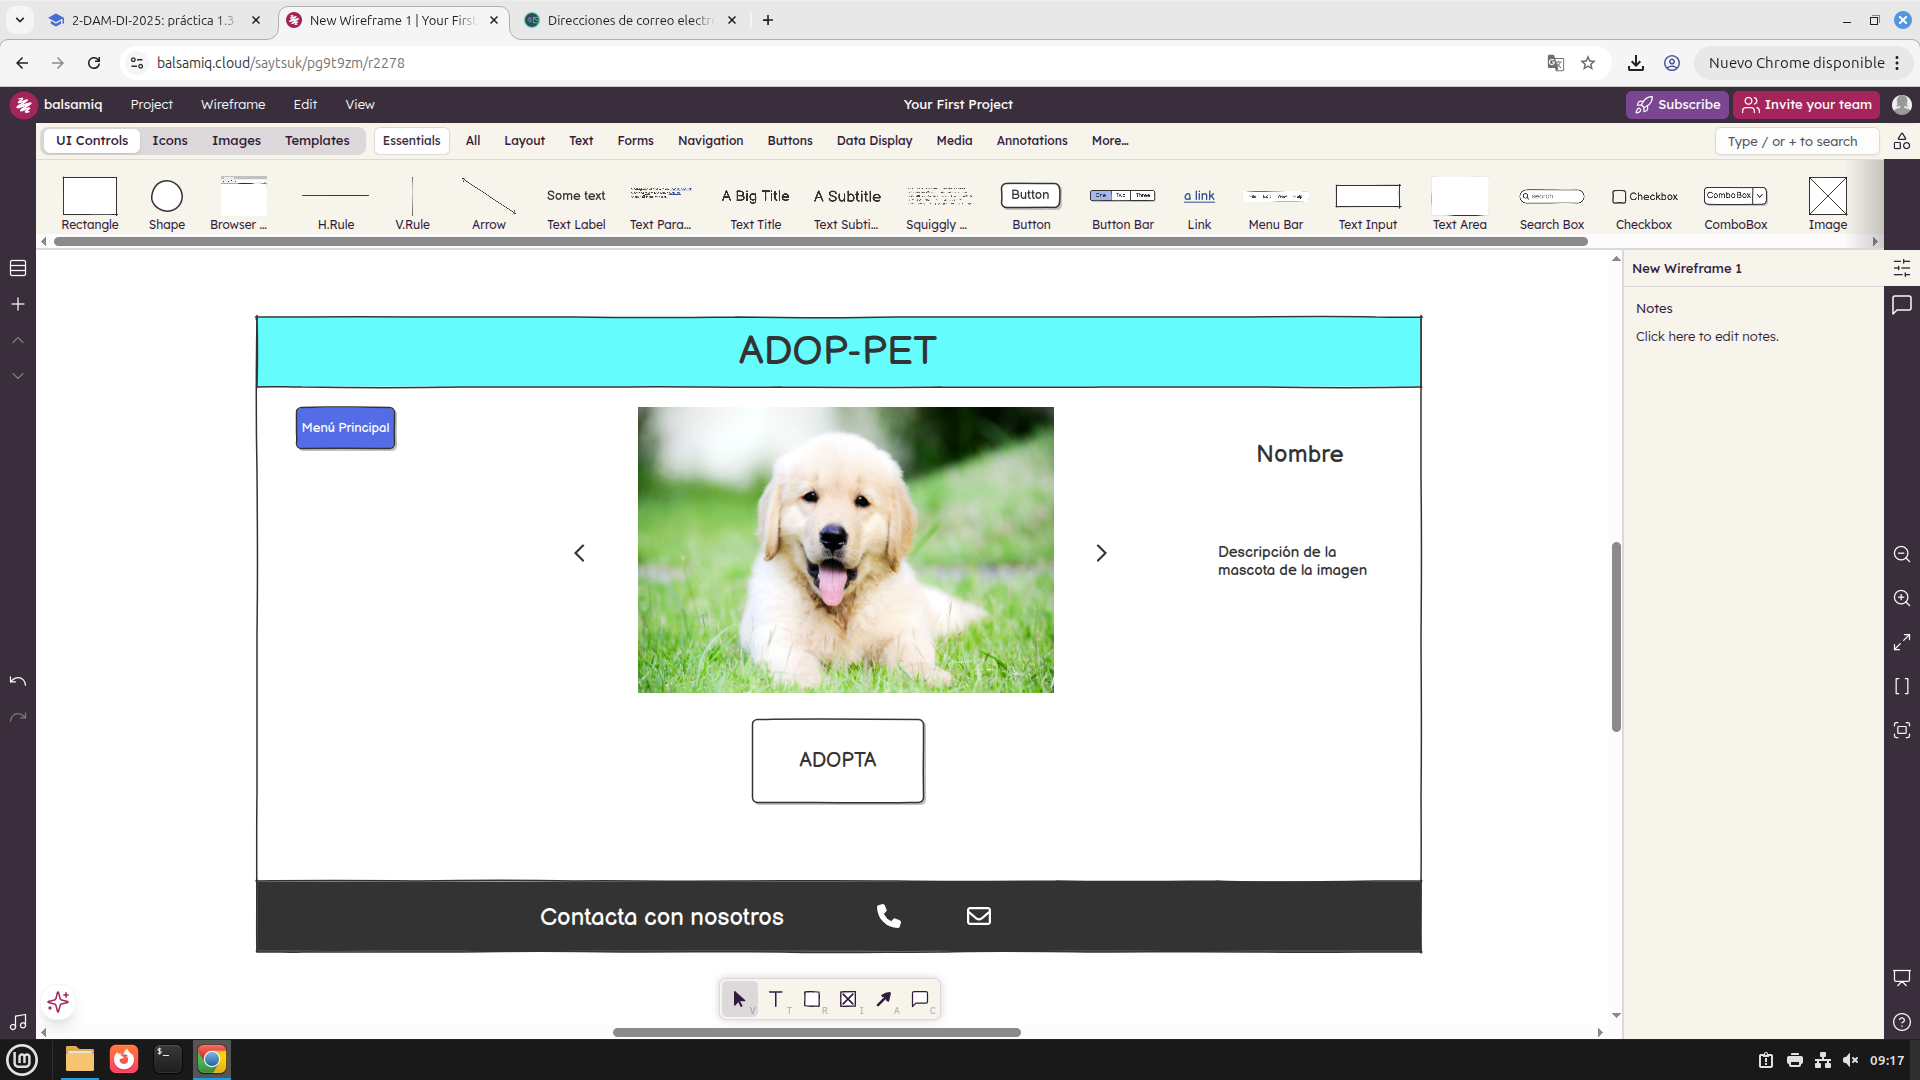 2-DAM-DI-2025: práctica 1.3
New Wireframe 1 | Your First
Direcciones de correo electr
balsamiq.cloud/saytsuk/pg9t9zm/r2278
Nuevo Chrome disponible
balsamiq
Project
Wireframe
Edit
View
Your First Project
Subscribe
Invite your team
UI Controls
Icons
Images
Templates
Essentials
All
Layout
Text
Forms
Navigation
Buttons
Data Display
Media
Annotations
More...
Type / or + to search
Some text
A Big Title
A Subtitle
Button
One Two Three
a link
Search
Checkbox
ComboBox
Rectangle
Shape
Browser ...
H.Rule
V.Rule
Arrow
Text Label
Text Para...
Text Title
Text Subti...
Squiggly ...
Button
Button Bar
Link
Menu Bar
Text Input
Text Area
Search Box
Checkbox
ComboBox
Image
New Wireframe 1
Notes
Click here to edit notes.
ADOP-PET
Menú Principal
Nombre
Descripción de la
mascota de la imagen
ADOPTA
Contacta con nosotros
V
T
R
I
A
C
09:17